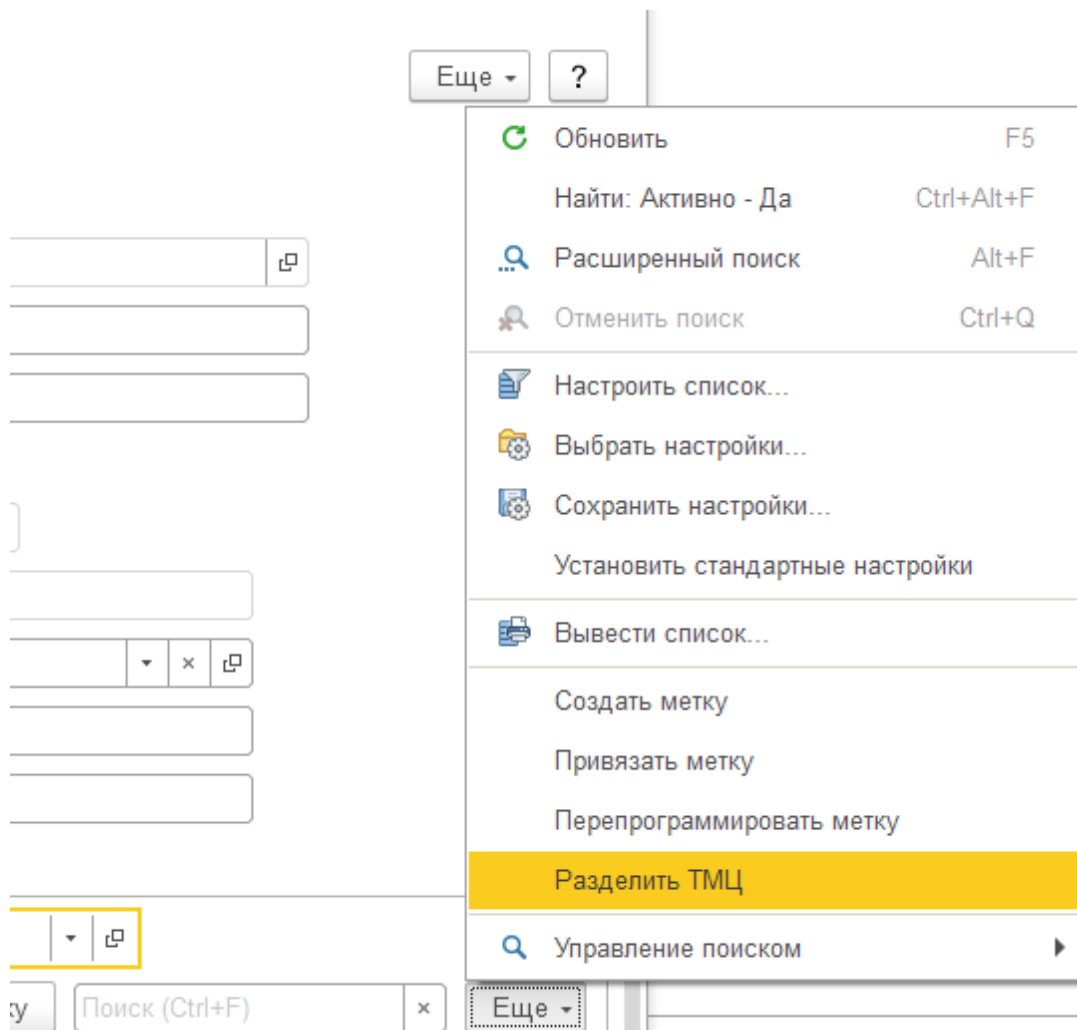 Еще
?
Обновить F5
Найти: Активно - Да Ctrl+Alt+F
Расширенный поиск Alt+F
Отменить поиск Ctrl+Q
Настроить список...
Выбрать настройки...
Сохранить настройки...
Установить стандартные настройки
Вывести список...
Создать метку
Привязать метку
Перепрограммировать метку
Разделить ТМЦ
Управление поиском
ку Поиск (Ctrl+F) × Еще